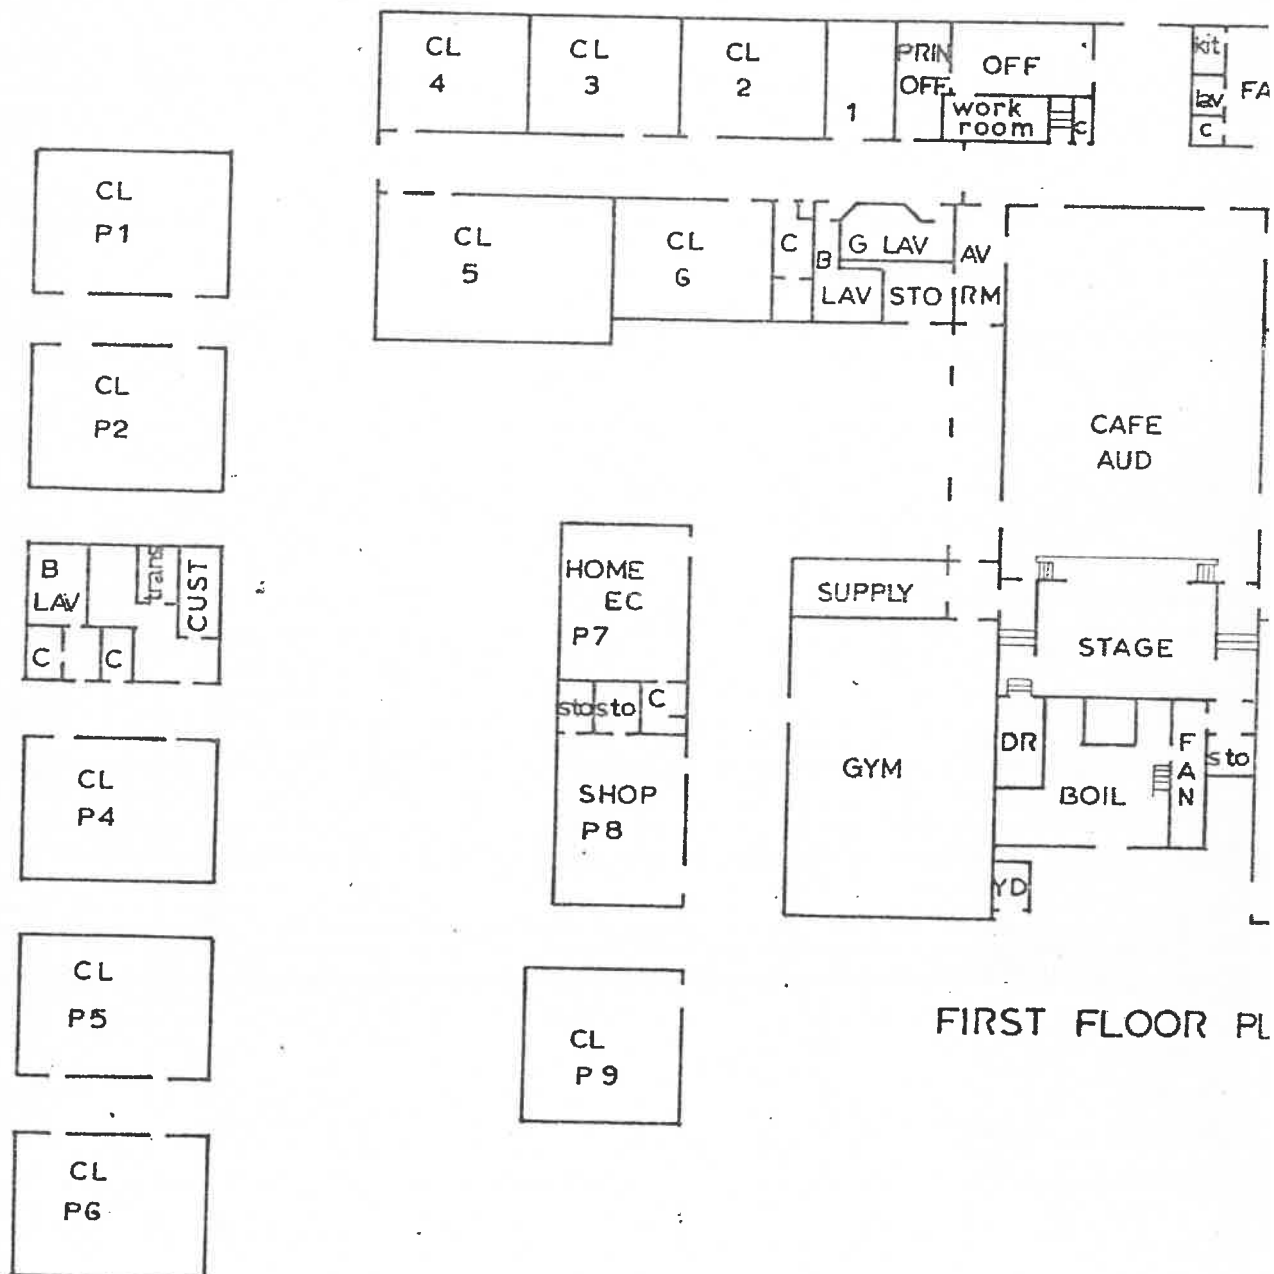 CL
4
CL
3
CL
2
1
PRIN
OFF
OFF
work
room
C
kit
lav
C
FA
CL
P1
CL
5
CL
6
C
B
LAV
G LAV
STO
AV
RM
CL
P2
CAFE
AUD
B
LAV
trans
CUST
C
C
HOME
EC
P7
sto
sto
C
SHOP
P8
SUPPLY
GYM
STAGE
DR
BOIL
FAN
sto
YD
CL
P4
CL
P5
CL
P9
CL
P6
FIRST FLOOR PL